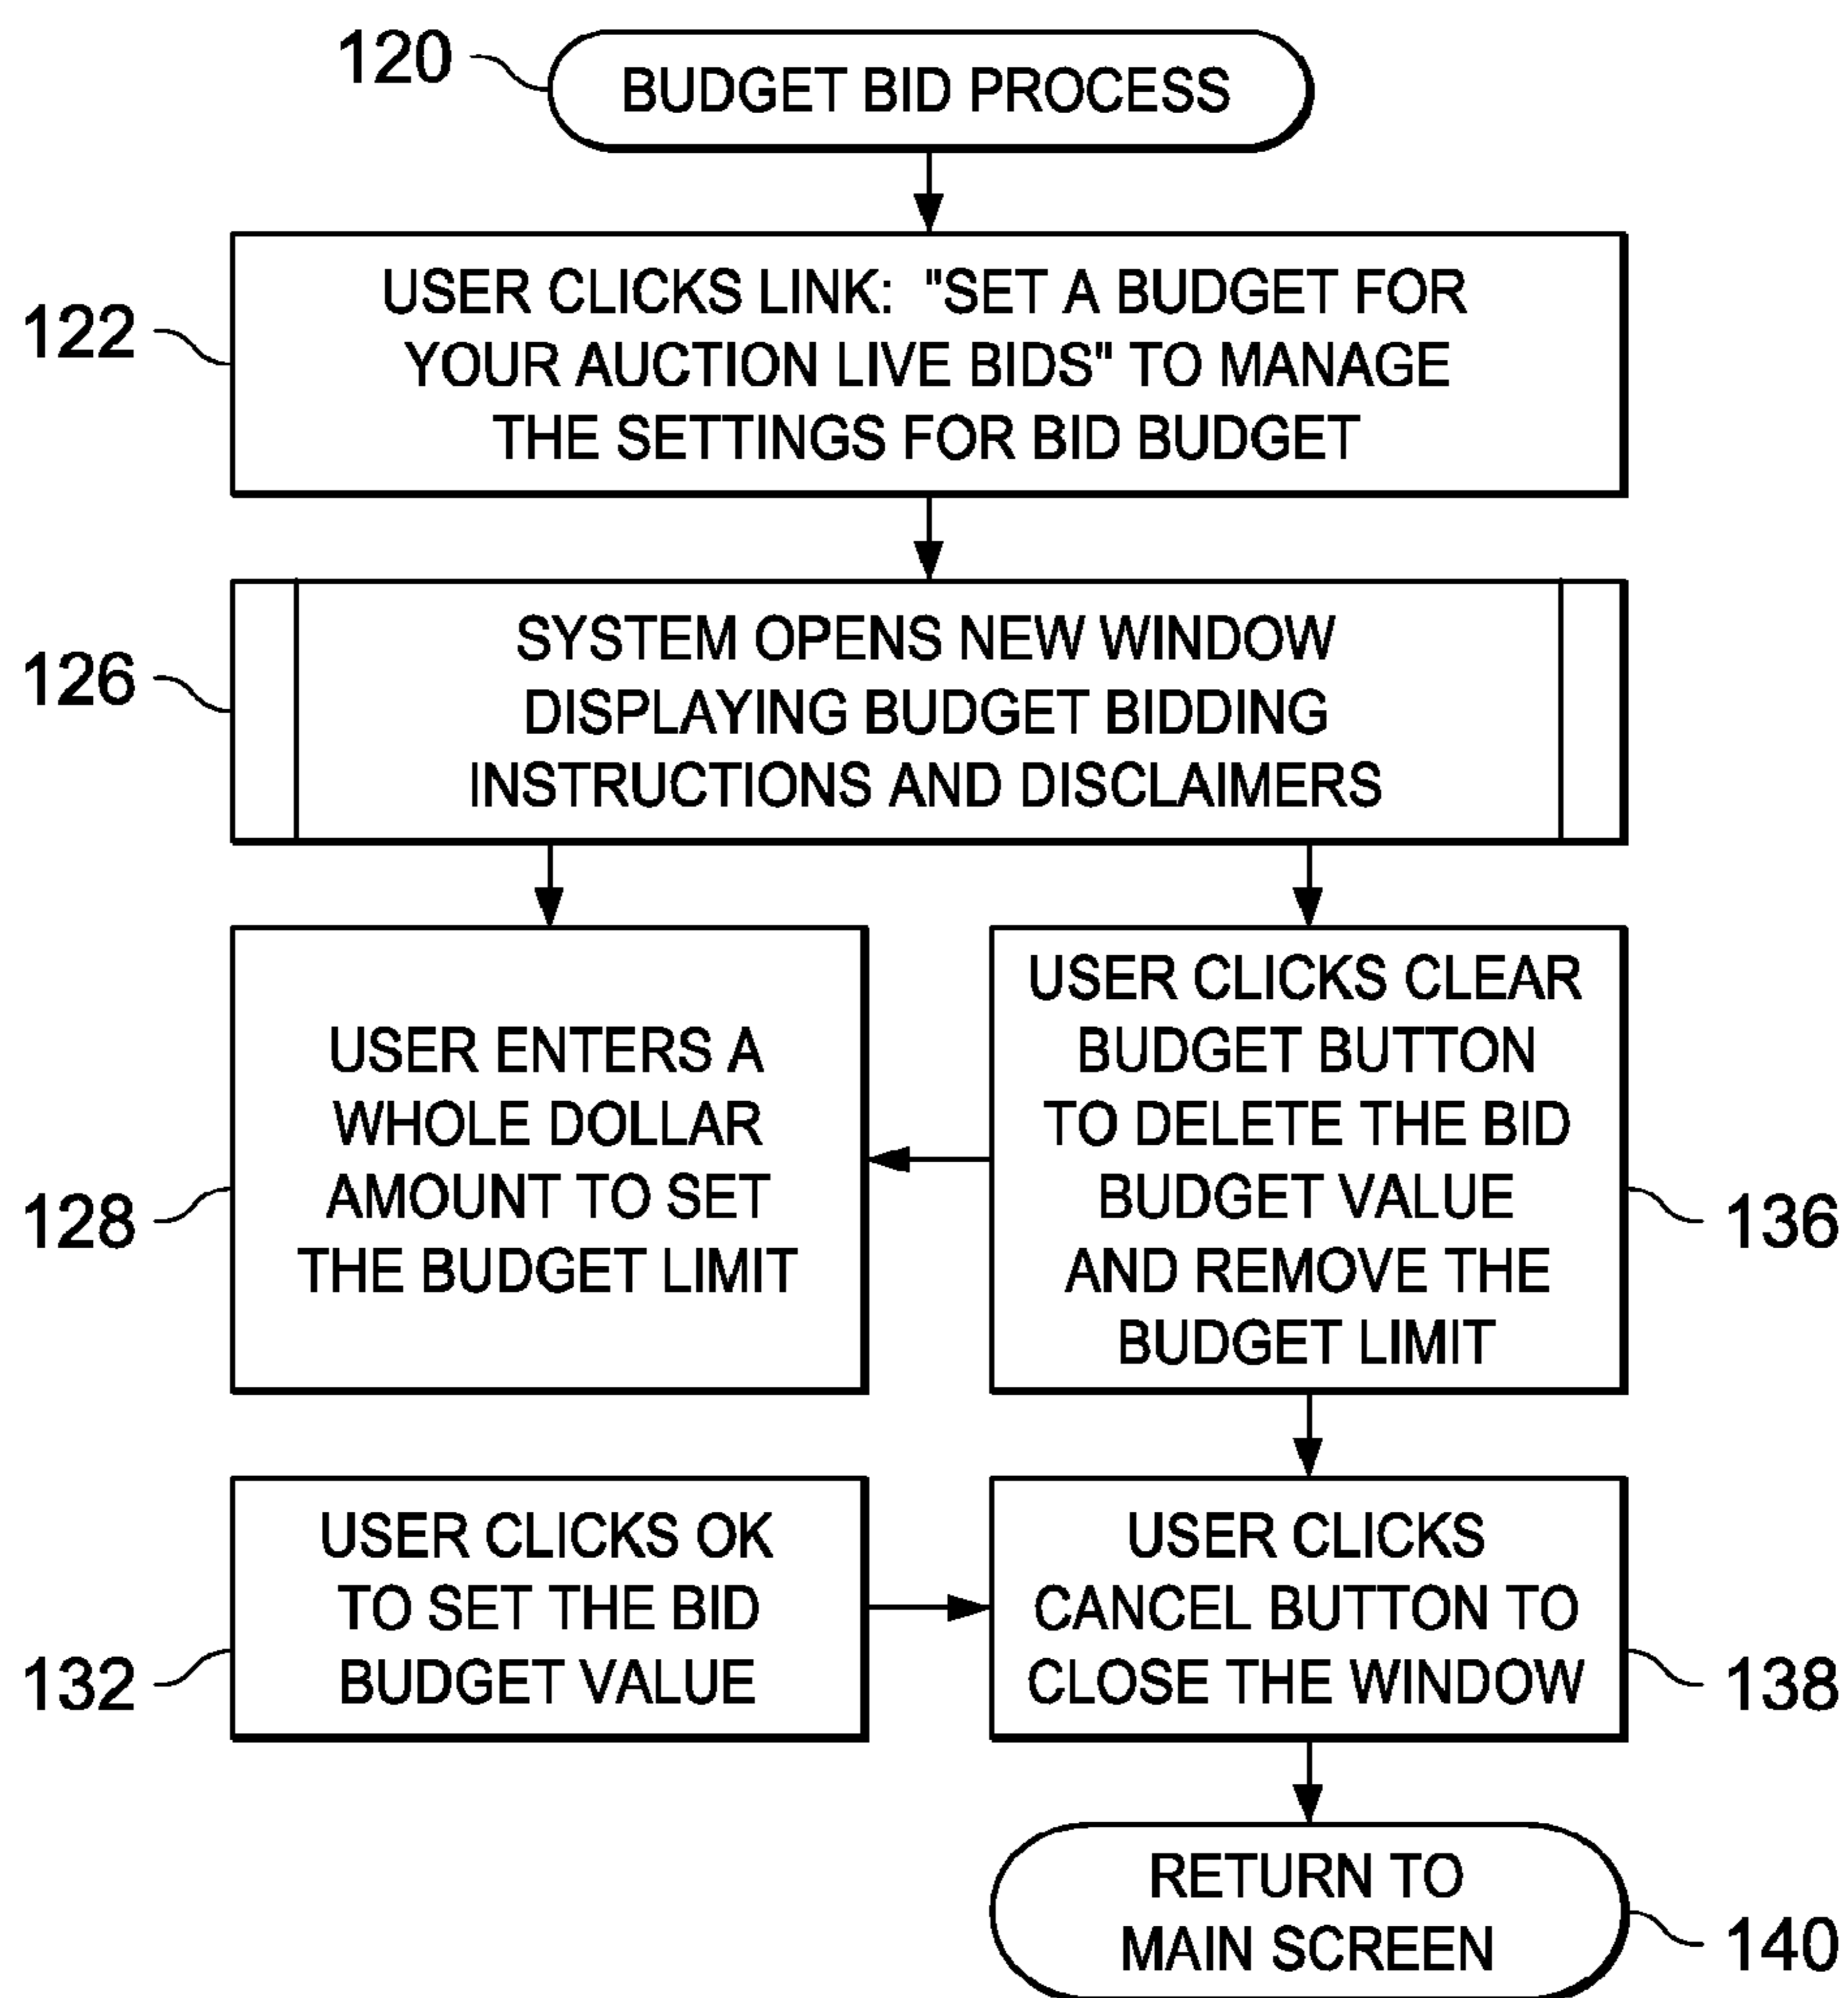 120
BUDGET BID PROCESS
122
USER CLICKS LINK: "SET A BUDGET FOR
YOUR AUCTION LIVE BIDS" TO MANAGE
THE SETTINGS FOR BID BUDGET
126
SYSTEM OPENS NEW WINDOW
DISPLAYING BUDGET BIDDING
INSTRUCTIONS AND DISCLAIMERS
128
USER ENTERS A
WHOLE DOLLAR
AMOUNT TO SET
THE BUDGET LIMIT
USER CLICKS CLEAR
BUDGET BUTTON
TO DELETE THE BID
BUDGET VALUE
AND REMOVE THE
BUDGET LIMIT
136
132
USER CLICKS OK
TO SET THE BID
BUDGET VALUE
USER CLICKS
CANCEL BUTTON TO
CLOSE THE WINDOW
138
RETURN TO
MAIN SCREEN
140